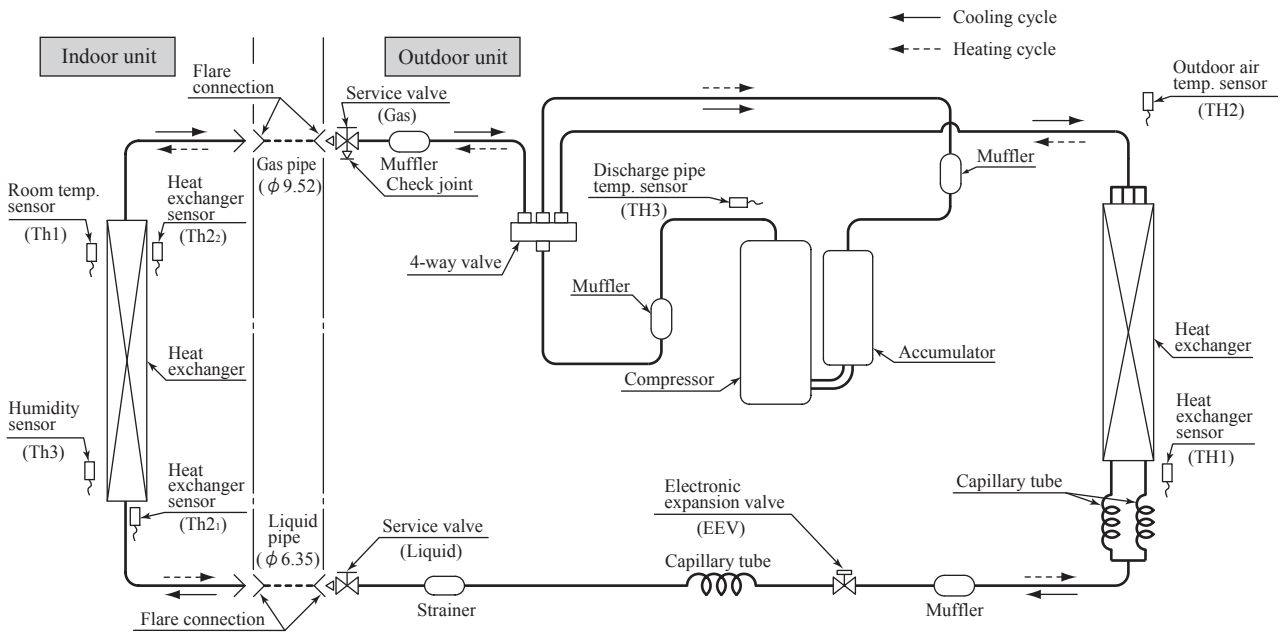 Cooling cycle
Heating cycle
Indoor unit
Outdoor unit
Flare
connection
Service valve
(Gas)
Outdoor air
temp. sensor
(TH2)
Muffler
Check joint
Gas pipe
(ϕ9.52)
Discharge pipe
temp. sensor
(TH3)
Muffler
Room temp.
sensor
(Th1)
Heat
exchanger
sensor
(Th2₂)
4-way valve
Muffler
Heat
exchanger
Compressor
Accumulator
Heat
exchanger
Humidity
sensor
(Th3)
Heat
exchanger
sensor
(TH1)
Heat
exchanger
sensor
(Th2₁)
Liquid
pipe
(ϕ6.35)
Service valve
(Liquid)
Electronic
expansion valve
(EEV)
Capillary tube
Capillary tube
Strainer
Muffler
Flare connection